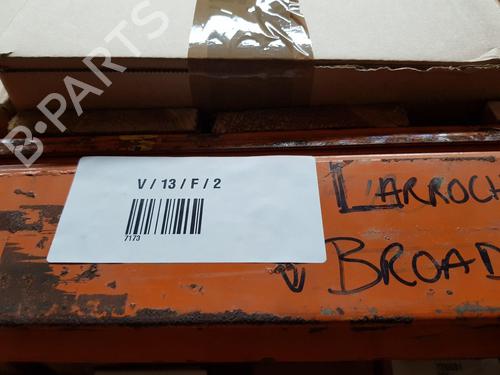 B-PARTS
V / 13 / F / 2
7173
L'ARROCH
BROAD